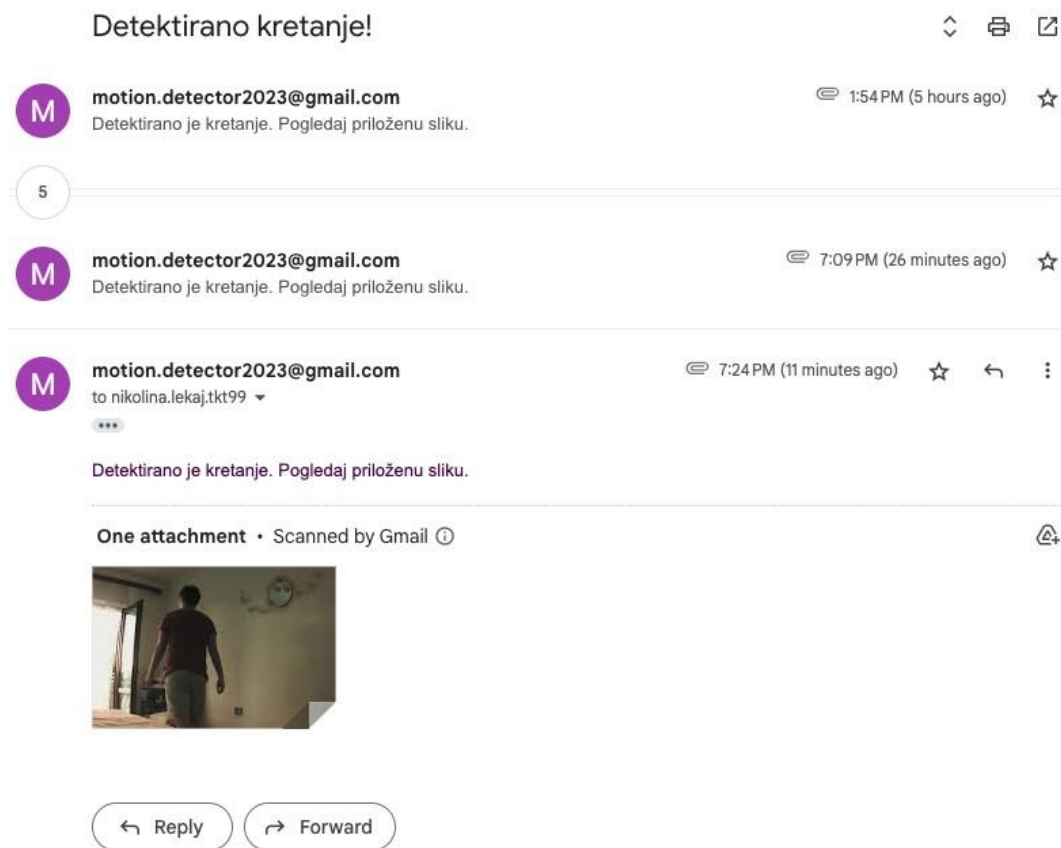 Detektirano kretanje!
M
motion.detector2023@gmail.com
1:54 PM (5 hours ago)
Detektirano je kretanje. Pogledaj priloženu sliku.
5
M
motion.detector2023@gmail.com
7:09 PM (26 minutes ago)
Detektirano je kretanje. Pogledaj priloženu sliku.
M
motion.detector2023@gmail.com
7:24 PM (11 minutes ago)
to nikolina.lekaj.tkt99
Detektirano je kretanje. Pogledaj priloženu sliku.
One attachment • Scanned by Gmail
Reply
Forward